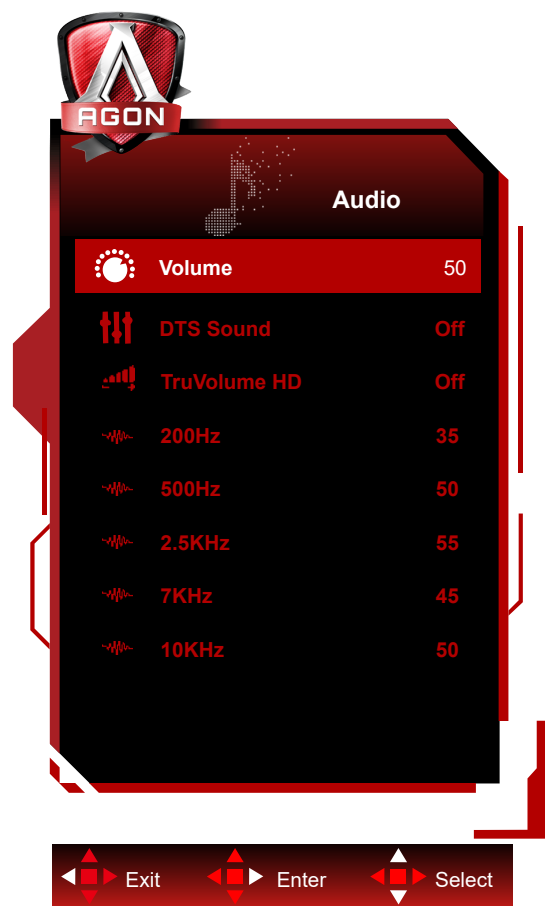 AGON
Audio
Volume 50
DTS Sound Off
TruVolume HD Off
200Hz 35
500Hz 50
2.5KHz 55
7KHz 45
10KHz 50
Exit Enter Select